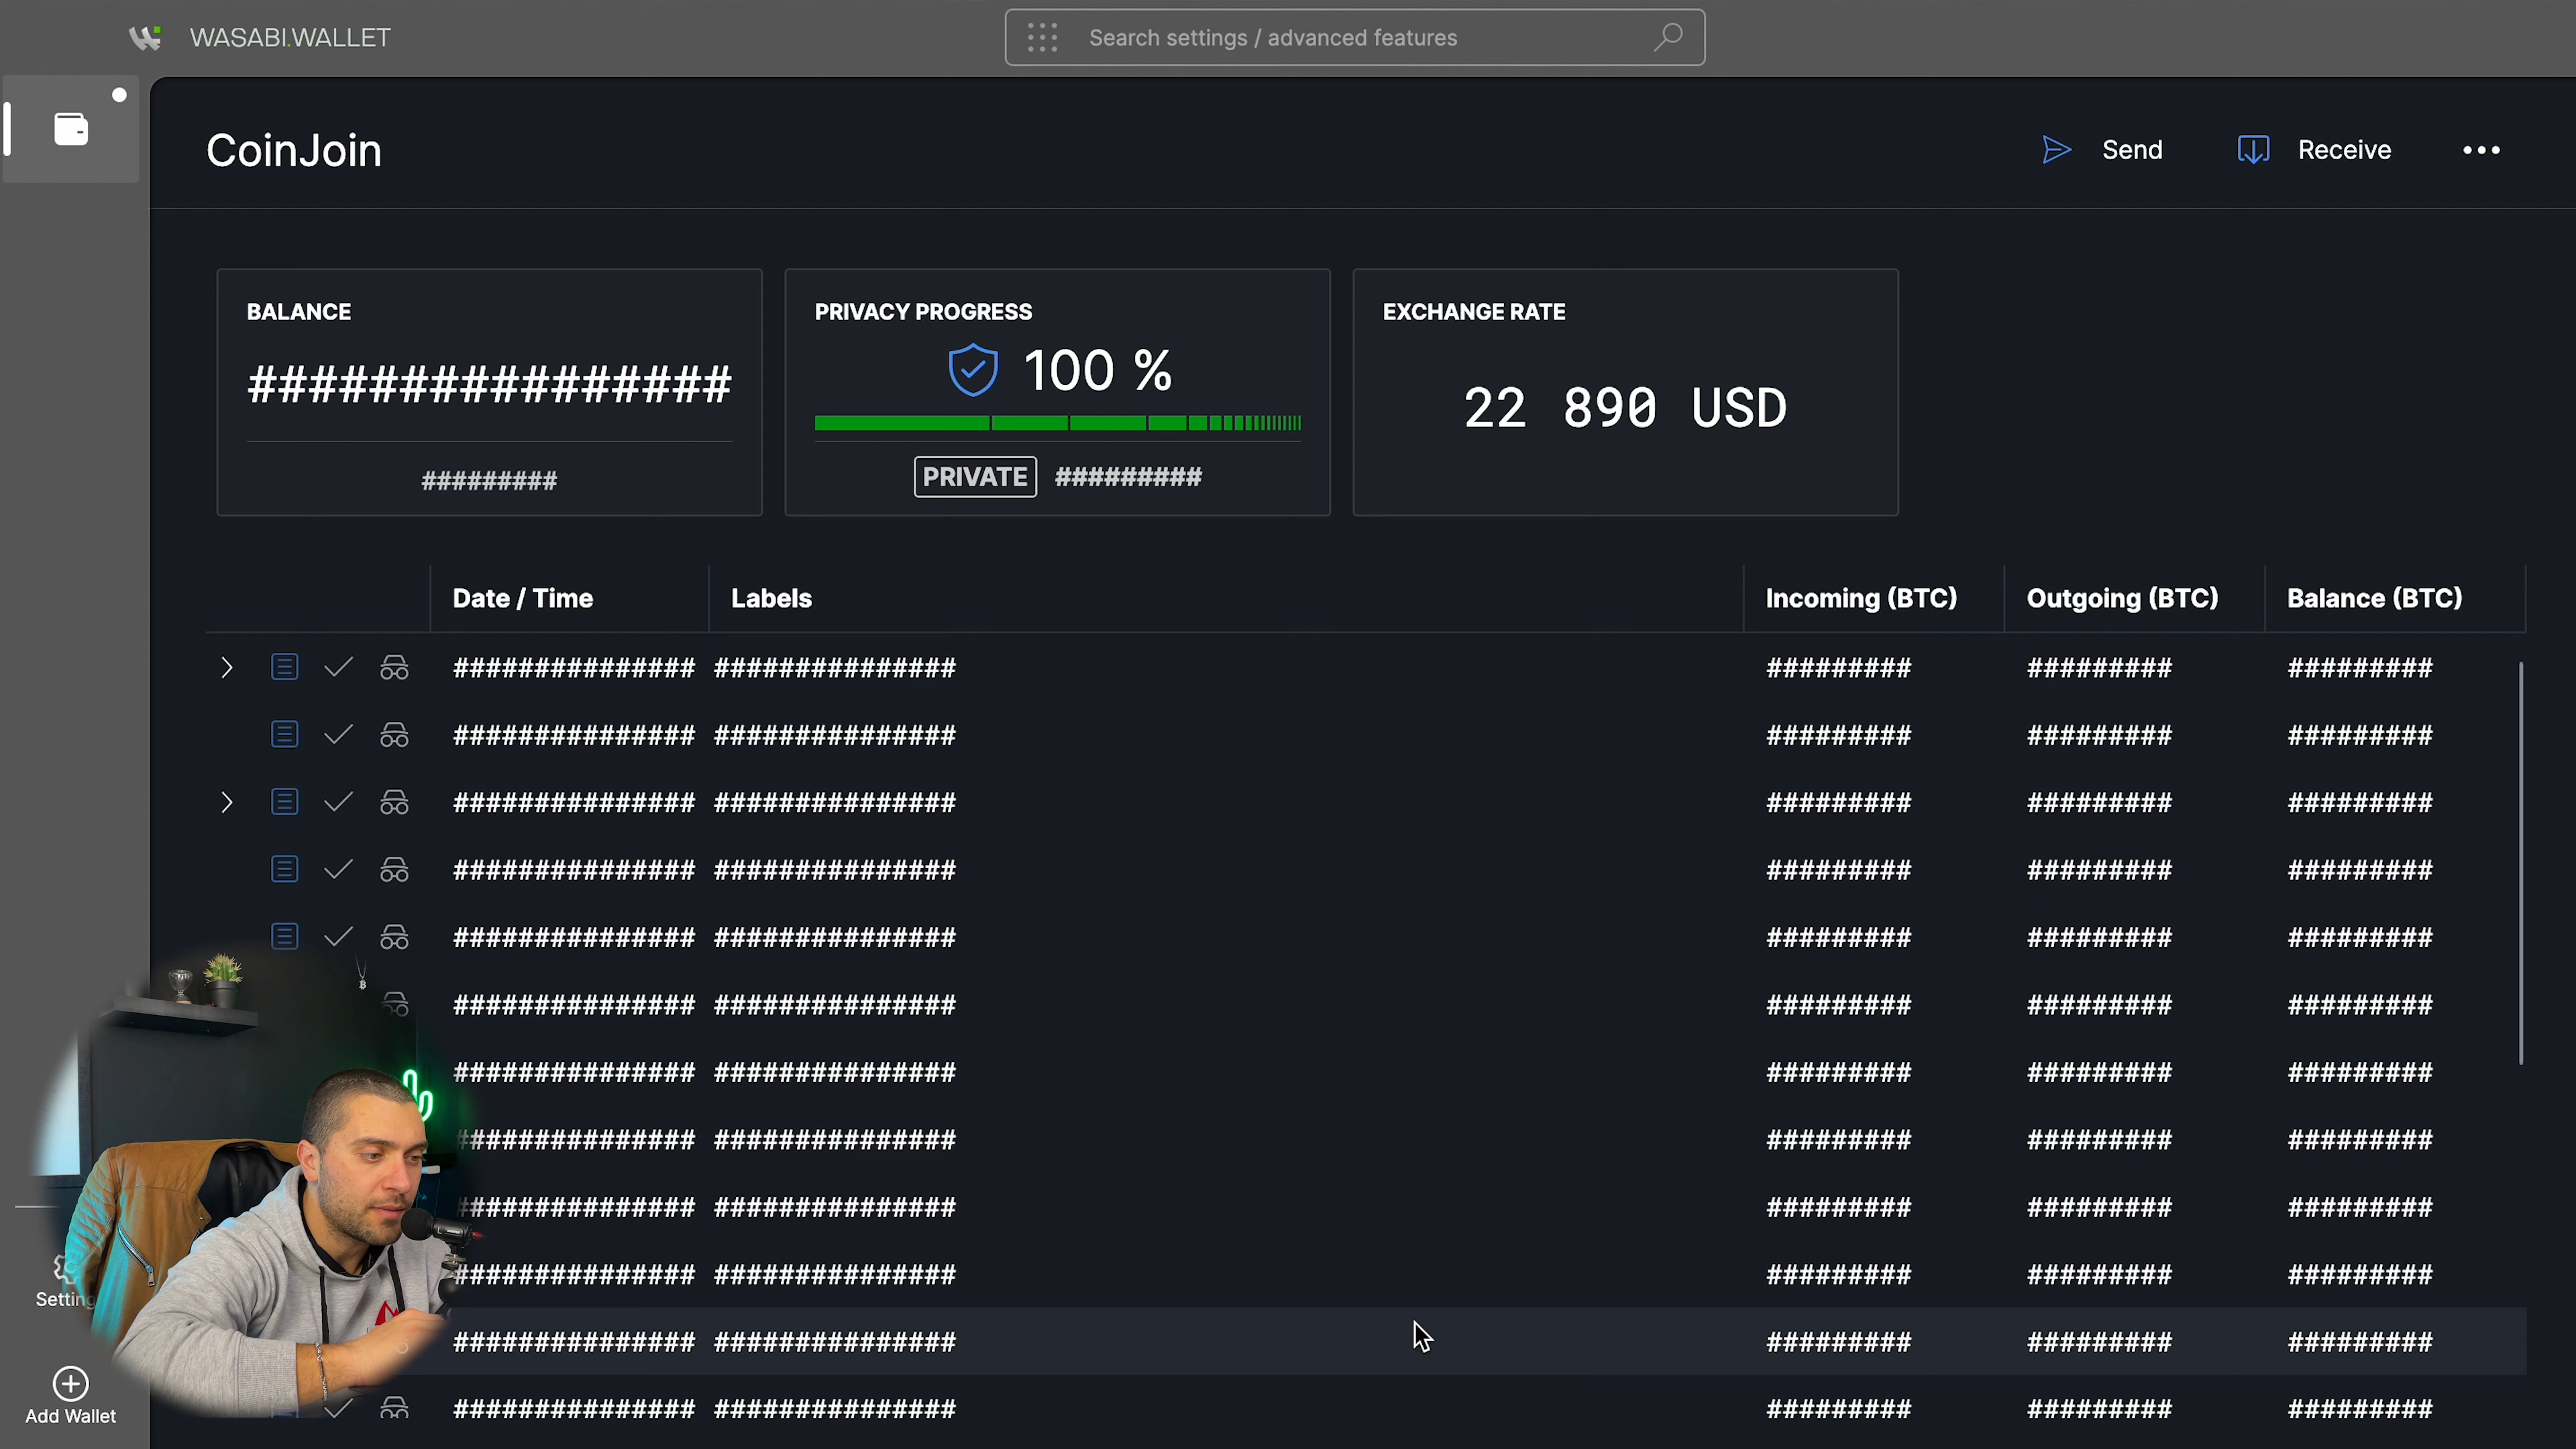 WASABI.WALLET
Search settings / advanced features
CoinJoin
Send
Receive
BALANCE
################
#########
PRIVACY PROGRESS
100 %
PRIVATE #########
EXCHANGE RATE
22 890 USD
Date / Time Labels Incoming (BTC) Outgoing (BTC) Balance (BTC)
############### ############### ######### ######### #########
############### ############### ######### ######### #########
############### ############### ######### ######### #########
############### ############### ######### ######### #########
############### ############### ######### ######### #########
############### ############### ######### ######### #########
############### ############### ######### ######### #########
############### ############### ######### ######### #########
############### ############### ######### ######### #########
############### ############### ######### ######### #########
############### ############### ######### ######### #########
############### ############### ######### ######### #########
Setting
Add Wallet